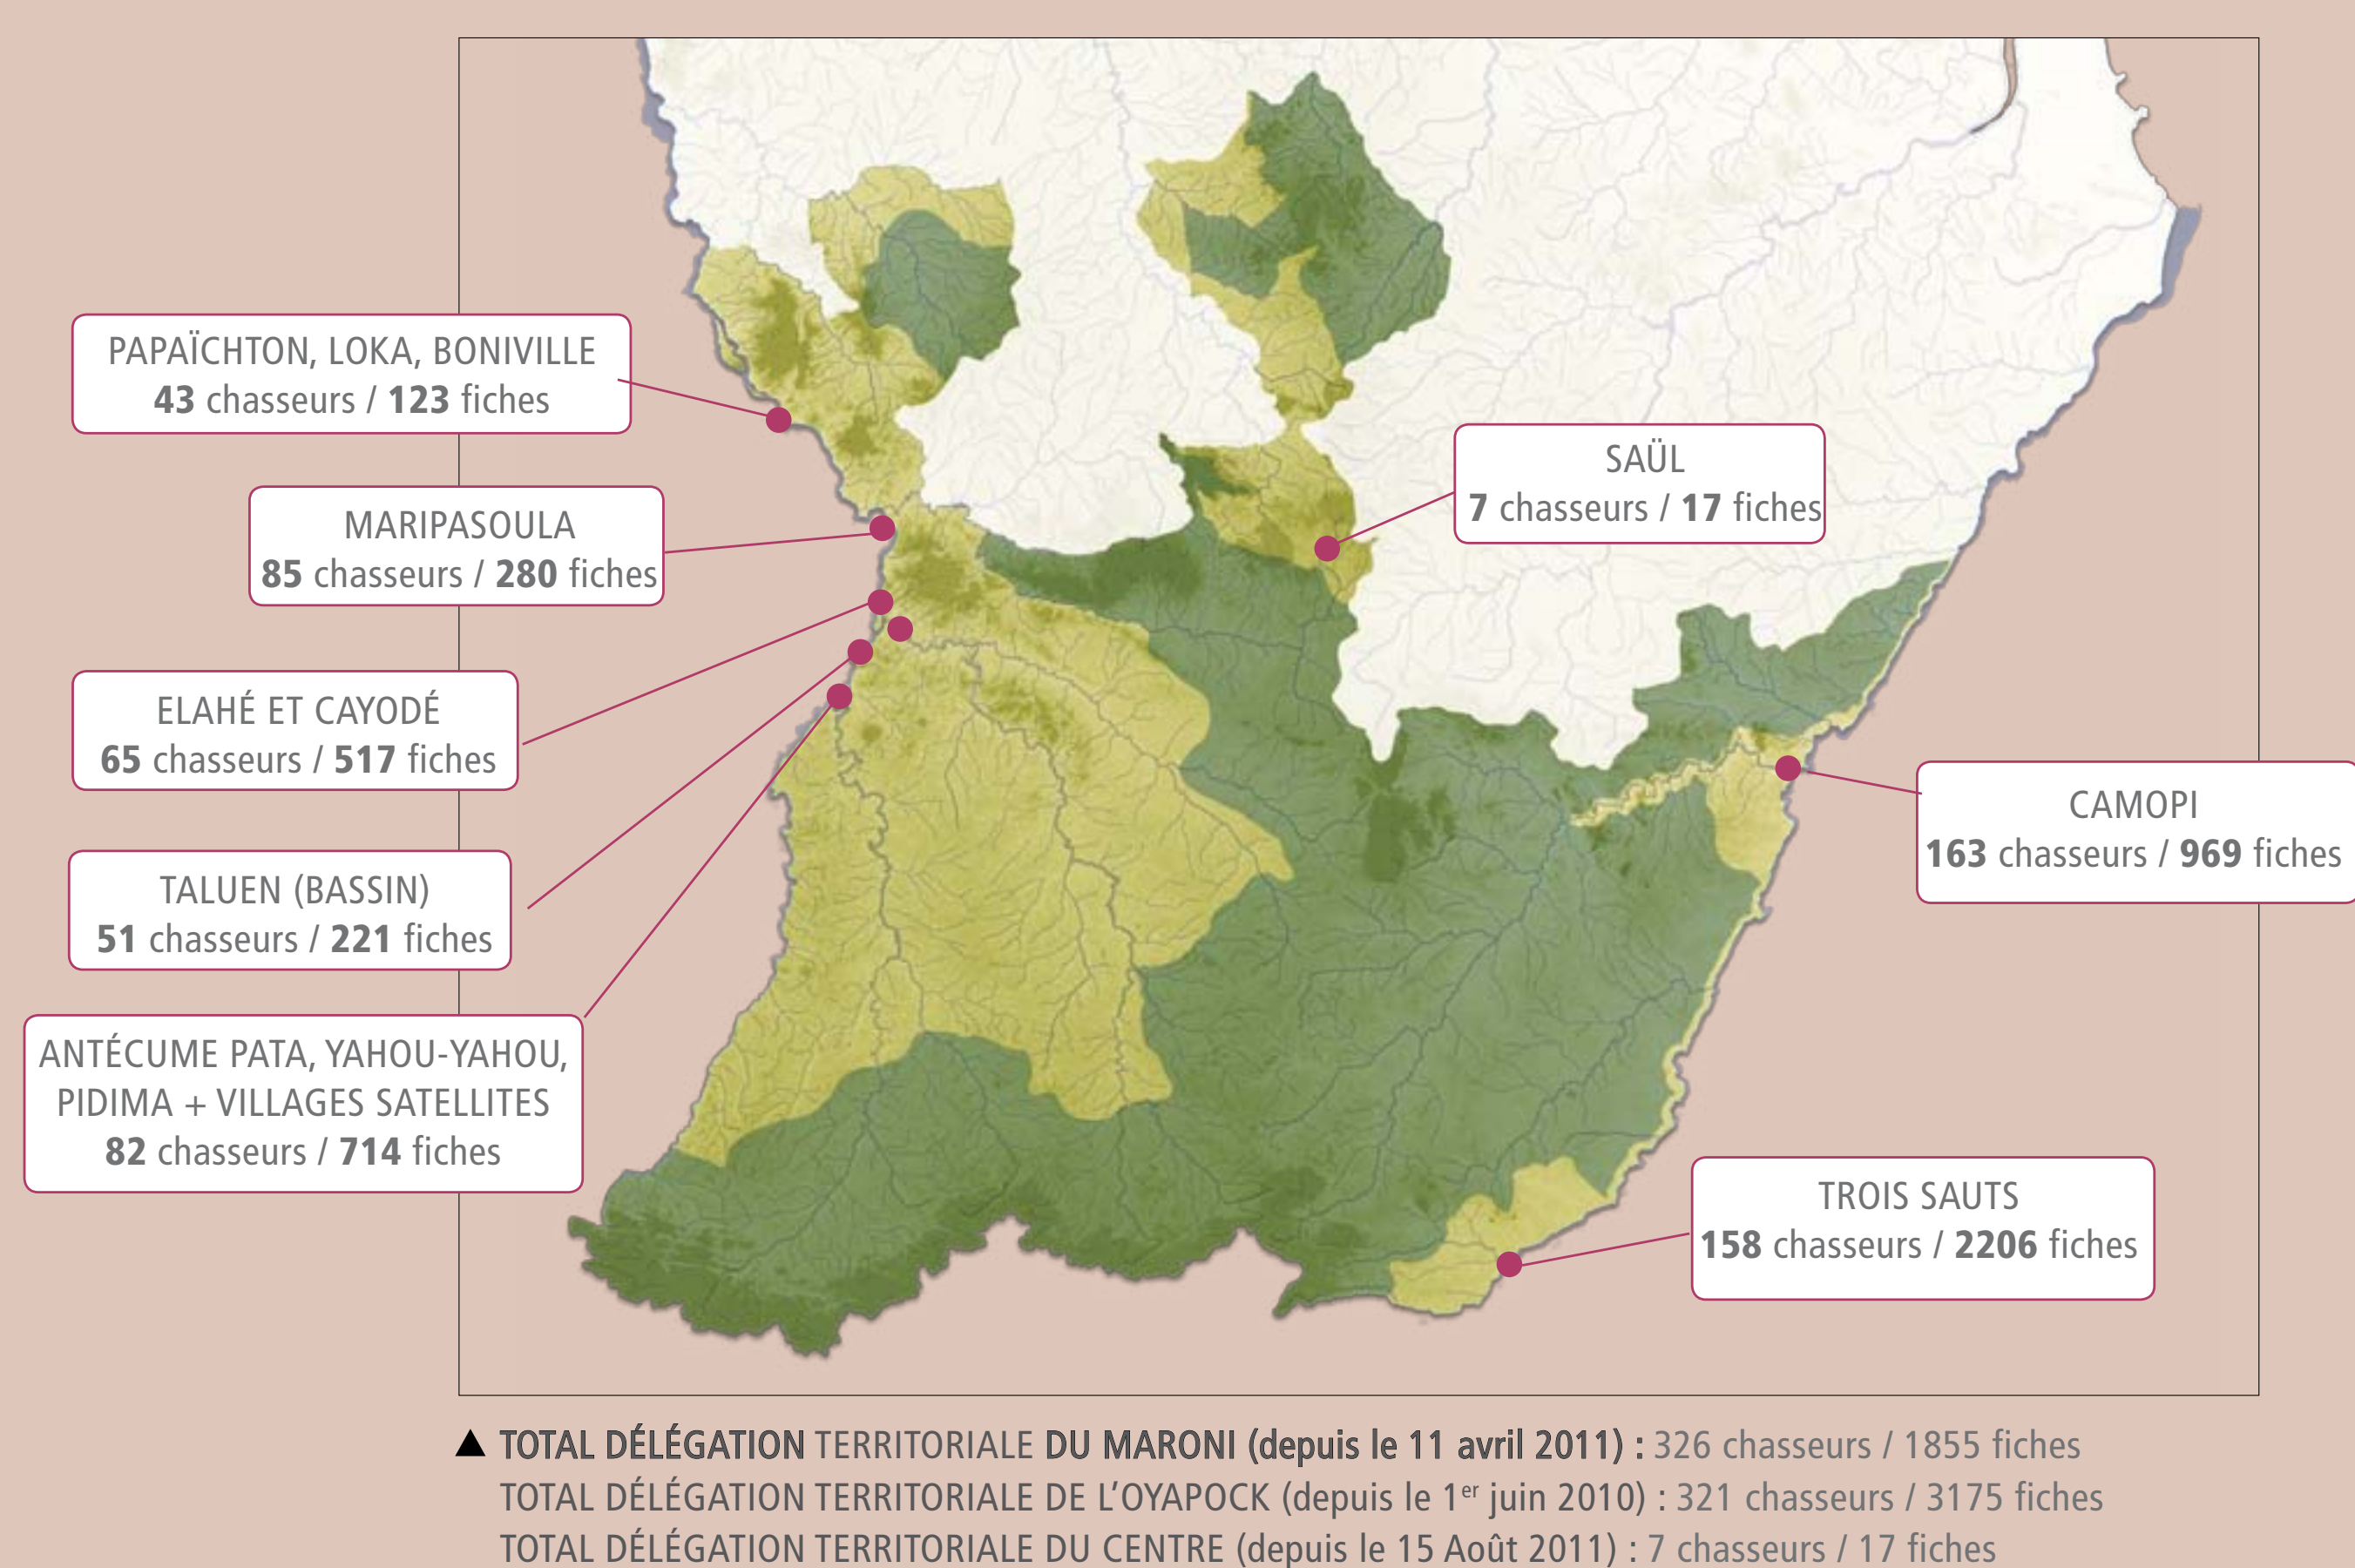 PAPAÏCHTON, LOKA, BONIVILLE
43 chasseurs / 123 fiches
MARIPASOULA
85 chasseurs / 280 fiches
ELAHÉ ET CAYODÉ
65 chasseurs / 517 fiches
TALUEN (BASSIN)
51 chasseurs / 221 fiches
ANTÉCUME PATA, YAHOU-YAHOU,
PIDIMA + VILLAGES SATELLITES
82 chasseurs / 714 fiches
SAÜL
7 chasseurs / 17 fiches
CAMOPI
163 chasseurs / 969 fiches
TROIS SAUTS
158 chasseurs / 2206 fiches
▲ TOTAL DÉLÉGATION TERRITORIALE DU MARONI (depuis le 11 avril 2011) : 326 chasseurs / 1855 fiches
TOTAL DÉLÉGATION TERRITORIALE DE L'OYAPOCK (depuis le 1er juin 2010) : 321 chasseurs / 3175 fiches
TOTAL DÉLÉGATION TERRITORIALE DU CENTRE (depuis le 15 Août 2011) : 7 chasseurs / 17 fiches